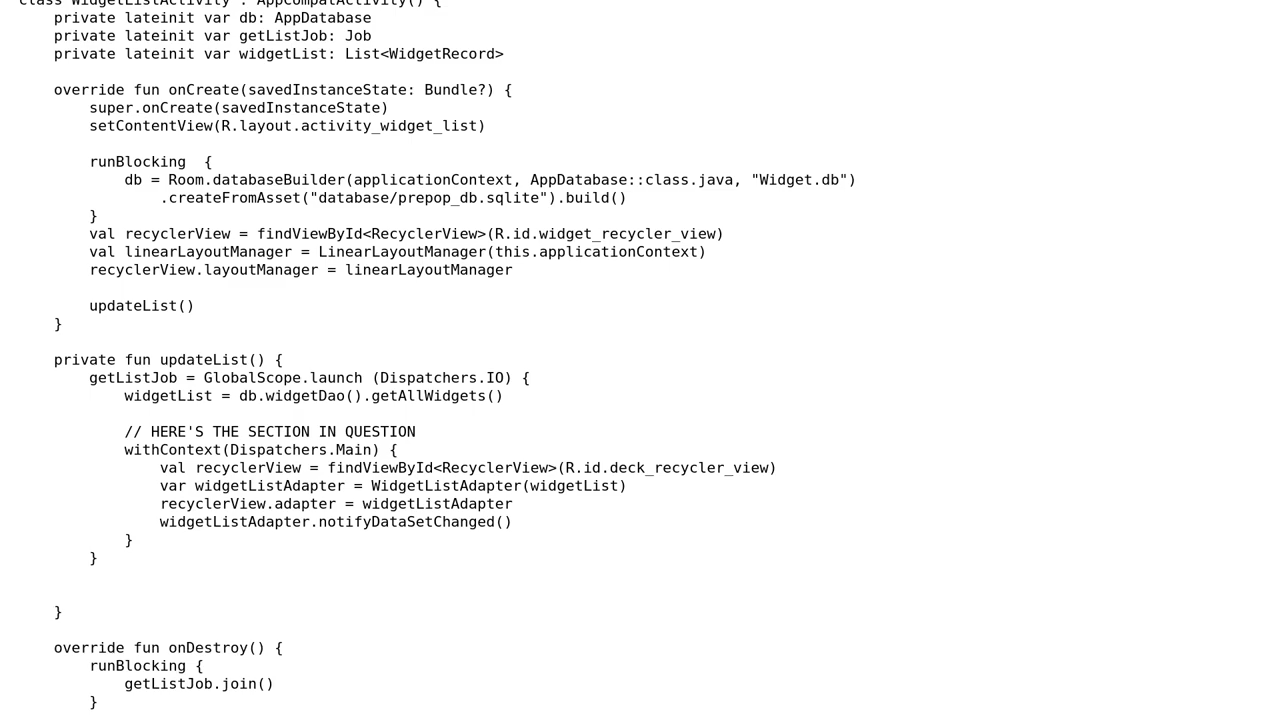 class WidgetListActivity : AppCompatActivity() {
    private lateinit var db: AppDatabase
    private lateinit var getListJob: Job
    private lateinit var widgetList: List<WidgetRecord>

    override fun onCreate(savedInstanceState: Bundle?) {
        super.onCreate(savedInstanceState)
        setContentView(R.layout.activity_widget_list)

        runBlocking  {
            db = Room.databaseBuilder(applicationContext, AppDatabase::class.java, "Widget.db")
                .createFromAsset("database/prepop_db.sqlite").build()
        }
        val recyclerView = findViewById<RecyclerView>(R.id.widget_recycler_view)
        val linearLayoutManager = LinearLayoutManager(this.applicationContext)
        recyclerView.layoutManager = linearLayoutManager

        updateList()
    }

    private fun updateList() {
        getListJob = GlobalScope.launch (Dispatchers.IO) {
            widgetList = db.widgetDao().getAllWidgets()

            // HERE'S THE SECTION IN QUESTION
            withContext(Dispatchers.Main) {
                val recyclerView = findViewById<RecyclerView>(R.id.deck_recycler_view)
                var widgetListAdapter = WidgetListAdapter(widgetList)
                recyclerView.adapter = widgetListAdapter
                widgetListAdapter.notifyDataSetChanged()
            }
        }


    }

    override fun onDestroy() {
        runBlocking {
            getListJob.join()
        }